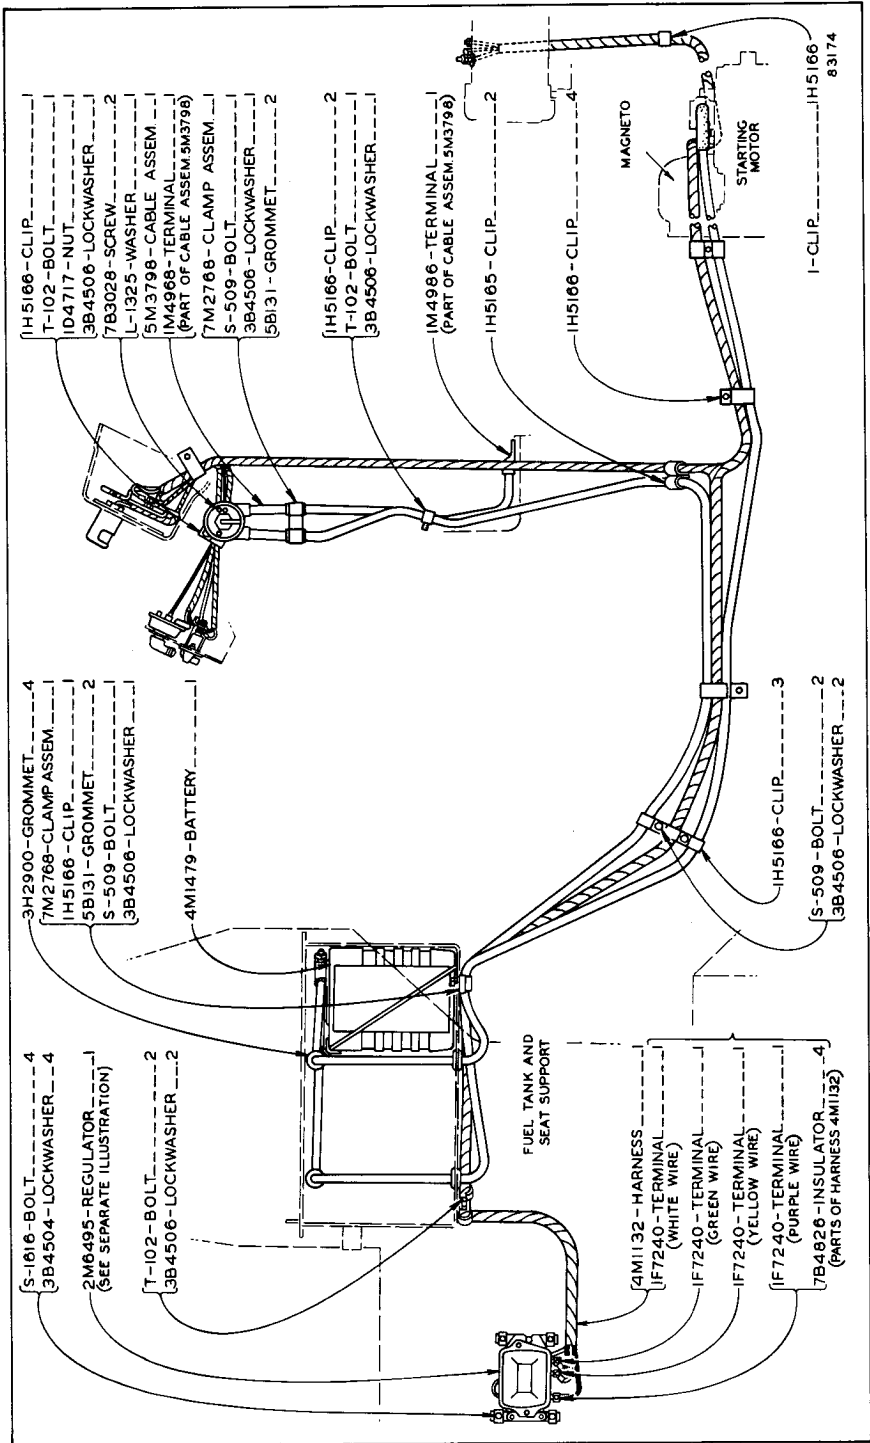 S-1616-BOLT 4
3B4504-LOCKWASHER 4
2M6495-REGULATOR 1
(SEE SEPARATE ILLUSTRATION)
T-102-BOLT 2
3B4506-LOCKWASHER 2
3H2900-GROMMET 4
7M2768-CLAMP ASSEM. 1
1H5166-CLIP 1
5B131-GROMMET 2
S-509-BOLT 1
3B4506-LOCKWASHER 1
4M1479-BATTERY 1
1H5166-CLIP 1
T-102-BOLT 1
1D4717-NUT 1
3B4506-LOCKWASHER 1
7B3028-SCREW 2
L-1325-WASHER 2
5M3798-CABLE ASSEM. 1
1M4968-TERMINAL 1
(PART OF CABLE ASSEM. 5M3798)
7M2768-CLAMP ASSEM. 1
S-509-BOLT 1
3B4506-LOCKWASHER 1
5B131-GROMMET 2
1H5166-CLIP 2
T-102-BOLT 1
3B4506-LOCKWASHER 1
1M4986-TERMINAL 1
(PART OF CABLE ASSEM. 5M3798)
1H5165-CLIP 2
1H5166-CLIP 4
MAGNETO
STARTING
MOTOR
FUEL TANK AND
SEAT SUPPORT
4M1132-HARNESS 1
1F7240-TERMINAL 1
(WHITE WIRE)
1F7240-TERMINAL 1
(GREEN WIRE)
1F7240-TERMINAL 1
(YELLOW WIRE)
1F7240-TERMINAL 1
(PURPLE WIRE)
7B4826-INSULATOR 4
(PARTS OF HARNESS 4M1132)
1H5166-CLIP 3
S-509-BOLT 2
3B4506-LOCKWASHER 2
1-CLIP 1H5166
83174